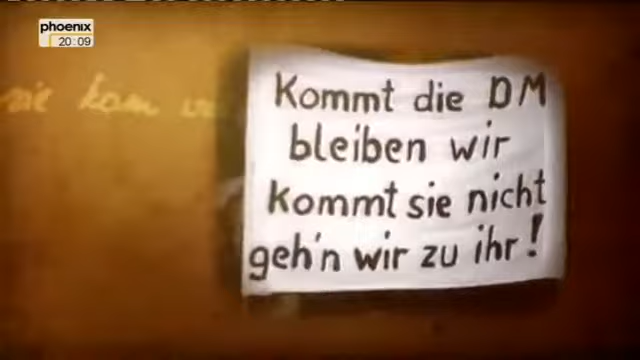 phoenix
20:09
Kommt die DM
bleiben wir
kommt sie nicht
geh'n wir zu ihr!